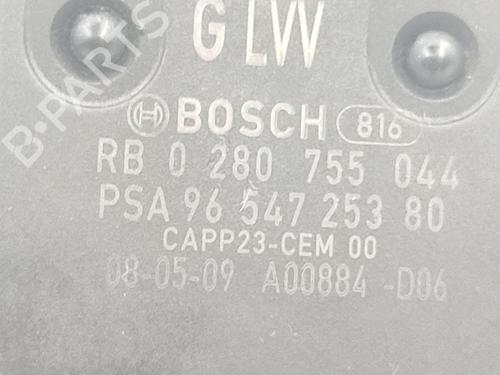 G LVV
BOSCH 816
RB 0 280 755 044
PSA 96 547 253 80
CAPP23-CEM 00
08-05-09 A00884 -D06
B-PARTS